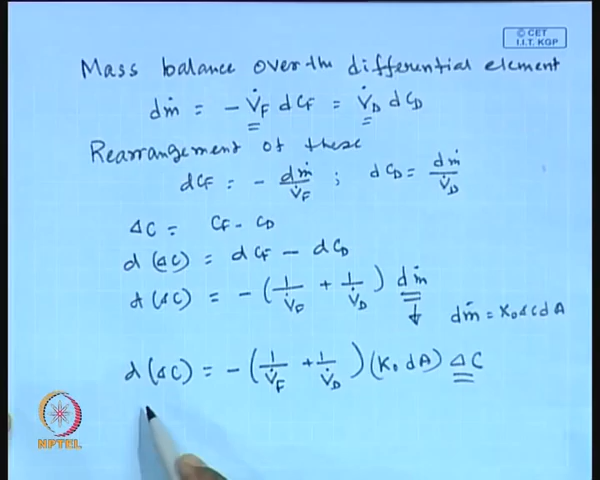 © CET
I.I.T. KGP
Mass balance over the differential element
dṁ = - V̇F dCF = V̇D dCD
Rearrangement of these
dCF = - dṁ/V̇F ; dCD = dṁ/V̇D
ΔC = CF - CD
d(ΔC) = dCF - dCD
d(ΔC) = - (1/V̇F + 1/V̇D) dṁ
dṁ = K0 ΔC dA
d(ΔC) = - (1/V̇F + 1/V̇D) (K0 dA) ΔC
NPTEL